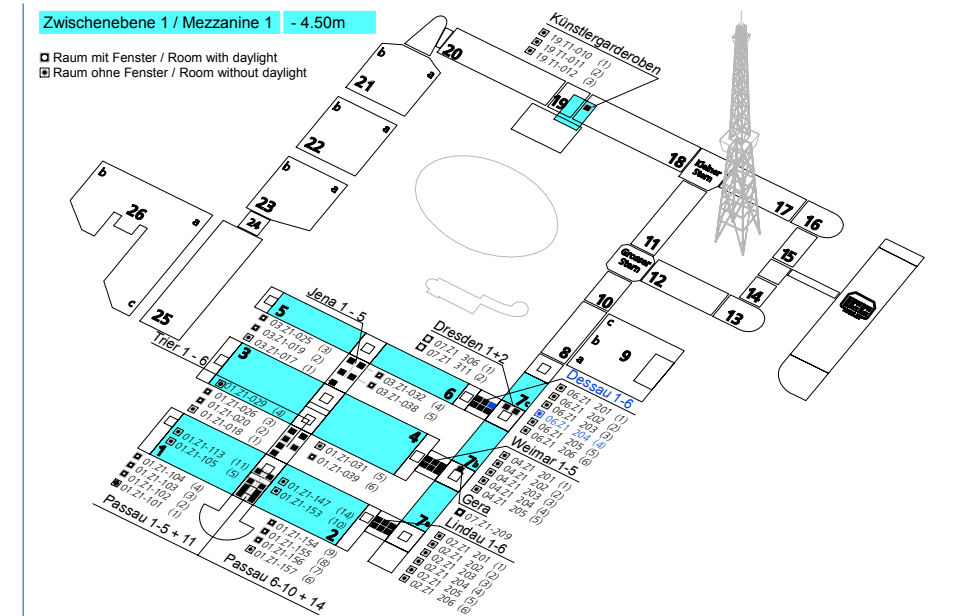 Zwischenebene 1 / Mezzanine 1 - 4.50m
Raum mit Fenster / Room with daylight
Raum ohne Fenster / Room without daylight
Künstlergarderoben
19 T1-010 (1)
19 T1-011 (2)
19 T1-012 (3)
20
b
a
21
19
b
a
22
18
Kleiner
Stern
b
a
23
17
16
b
26
a
24
11
15
Grosser
Stern
12
14
c
25
10
13
Jena 1 - 5
03.Z1-025 (3)
03.Z1-019 (2)
03.Z1-017 (1)
5
Dresden 1+2
07.Z1 306 (1)
07.Z1 311 (2)
c
b
a
9
8
Trier 1 - 6
3
03.Z1-032 (4)
03.Z1-038 (5)
6
7c
Dessau 1-6
06.Z1 201 (1)
06.Z1 202 (2)
06.Z1 203 (3)
06.Z1 204 (4)
06.Z1 205 (5)
06.Z1 206 (6)
01.Z1-029 (4)
01.Z1-026 (3)
01.Z1-020 (2)
01.Z1-018 (1)
4
01.Z1-031 (5)
01.Z1-039 (6)
7b
Weimar 1-5
04.Z1 201 (1)
04.Z1 202 (2)
04.Z1 203 (3)
04.Z1 204 (4)
04.Z1 205 (5)
1
01.Z1-113 (11)
01.Z1-105 (5)
01.Z1-104 (4)
01.Z1-103 (3)
01.Z1-102 (2)
01.Z1-101 (1)
Passau 1-5 + 11
Gera
07.Z1-209
01.Z1-147 (14)
01.Z1-153 (10)
2
7a
01.Z1-154 (9)
01.Z1-155 (8)
01.Z1-156 (7)
01.Z1-157 (6)
Passau 6-10 + 14
Lindau 1-6
02.Z1 201 (1)
02.Z1 202 (2)
02.Z1 203 (3)
02.Z1 204 (4)
02.Z1 205 (5)
02.Z1 206 (6)